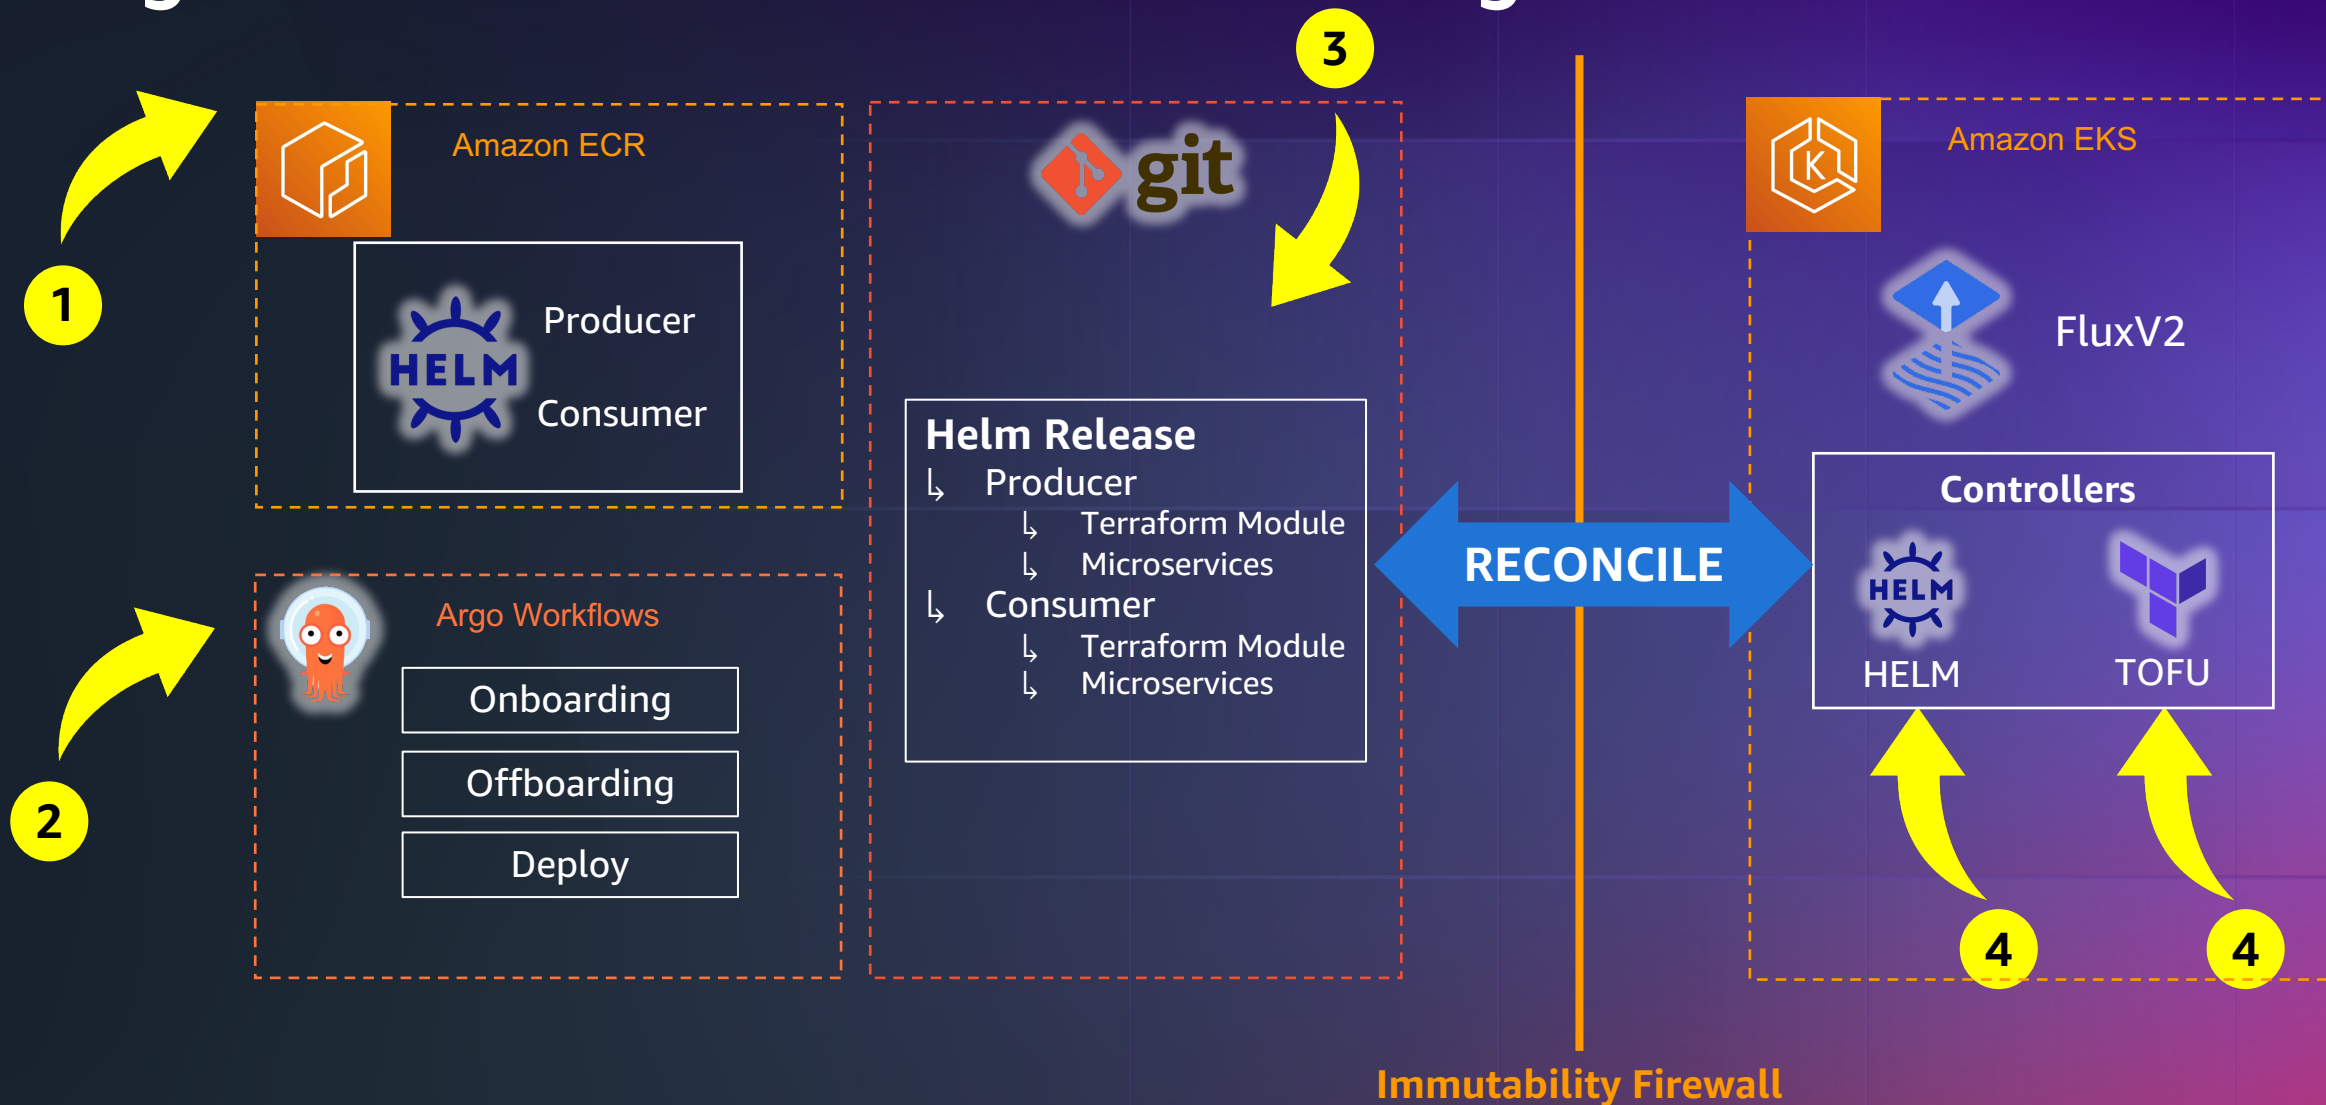 1
Amazon ECR
HELM
Producer
Consumer
2
Argo Workflows
Onboarding
Offboarding
Deploy
3
git
Helm Release
↳ Producer
↳ Terraform Module
↳ Microservices
↳ Consumer
↳ Terraform Module
↳ Microservices
RECONCILE
Immutability Firewall
Amazon EKS
K
FluxV2
Controllers
HELM
HELM
TOFU
4
4